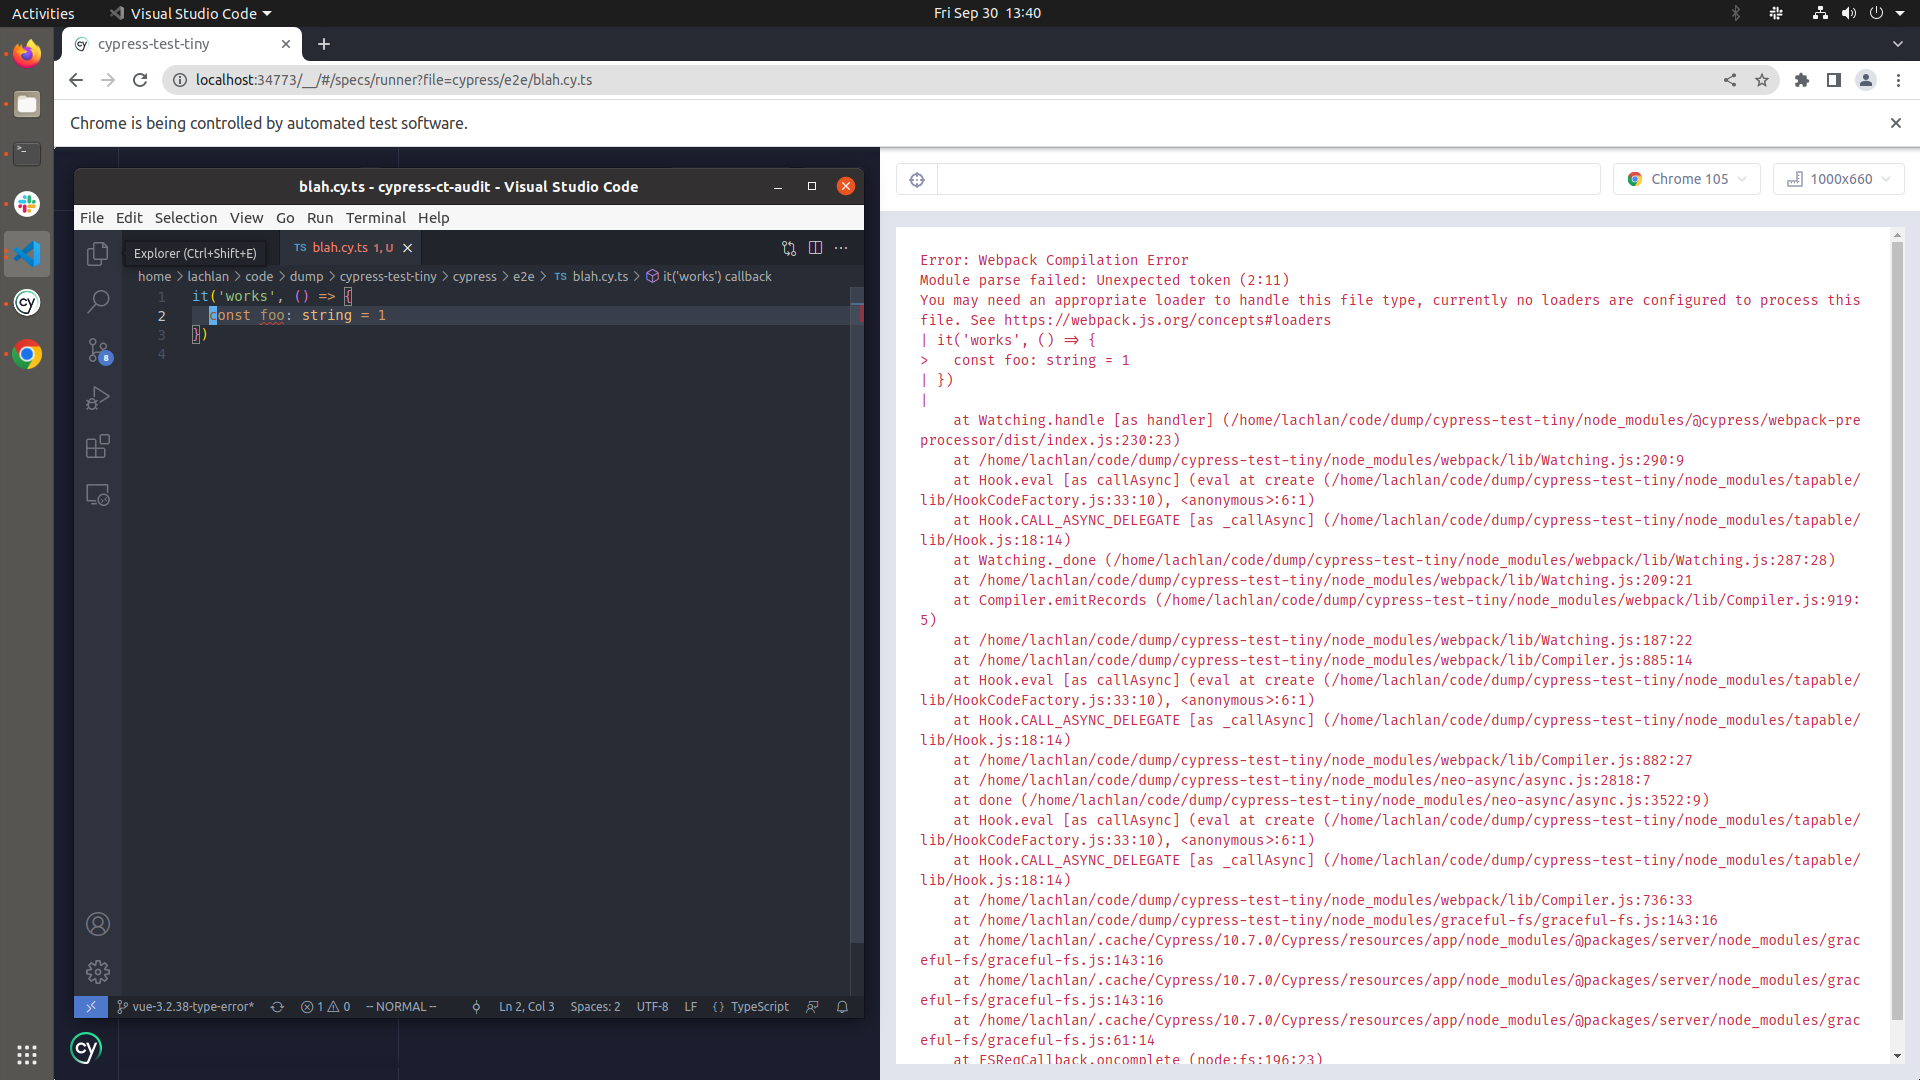 Activities
Visual Studio Code
Fri Sep 30 13:40
cypress-test-tiny
localhost:34773/__/#/specs/runner?file=cypress/e2e/blah.cy.ts
Chrome is being controlled by automated test software.
blah.cy.ts - cypress-ct-audit - Visual Studio Code
File Edit Selection View Go Run Terminal Help
Explorer (Ctrl+Shift+E)
TS blah.cy.ts 1, U
home > lachlan > code > dump > cypress-test-tiny > cypress > e2e > TS blah.cy.ts > it('works') callback
1 it('works', () => {
2 const foo: string = 1
3 })
4
8
vue-3.2.38-type-error* 1 0 -- NORMAL -- Ln 2, Col 3 Spaces: 2 UTF-8 LF {} TypeScript
cy
Chrome 105
1000x660
Error: Webpack Compilation Error
Module parse failed: Unexpected token (2:11)
You may need an appropriate loader to handle this file type, currently no loaders are configured to process this
file. See https://webpack.js.org/concepts#loaders
| it('works', () => {
>   const foo: string = 1
| })
|
at Watching.handle [as handler] (/home/lachlan/code/dump/cypress-test-tiny/node_modules/@cypress/webpack-pre
processor/dist/index.js:230:23)
at /home/lachlan/code/dump/cypress-test-tiny/node_modules/webpack/lib/Watching.js:290:9
at Hook.eval [as callAsync] (eval at create (/home/lachlan/code/dump/cypress-test-tiny/node_modules/tapable/
lib/HookCodeFactory.js:33:10), <anonymous>:6:1)
at Hook.CALL_ASYNC_DELEGATE [as _callAsync] (/home/lachlan/code/dump/cypress-test-tiny/node_modules/tapable/
lib/Hook.js:18:14)
at Watching._done (/home/lachlan/code/dump/cypress-test-tiny/node_modules/webpack/lib/Watching.js:287:28)
at /home/lachlan/code/dump/cypress-test-tiny/node_modules/webpack/lib/Watching.js:209:21
at Compiler.emitRecords (/home/lachlan/code/dump/cypress-test-tiny/node_modules/webpack/lib/Compiler.js:919:
5)
at /home/lachlan/code/dump/cypress-test-tiny/node_modules/webpack/lib/Watching.js:187:22
at /home/lachlan/code/dump/cypress-test-tiny/node_modules/webpack/lib/Compiler.js:885:14
at Hook.eval [as callAsync] (eval at create (/home/lachlan/code/dump/cypress-test-tiny/node_modules/tapable/
lib/HookCodeFactory.js:33:10), <anonymous>:6:1)
at Hook.CALL_ASYNC_DELEGATE [as _callAsync] (/home/lachlan/code/dump/cypress-test-tiny/node_modules/tapable/
lib/Hook.js:18:14)
at /home/lachlan/code/dump/cypress-test-tiny/node_modules/webpack/lib/Compiler.js:882:27
at /home/lachlan/code/dump/cypress-test-tiny/node_modules/neo-async/async.js:2818:7
at done (/home/lachlan/code/dump/cypress-test-tiny/node_modules/neo-async/async.js:3522:9)
at Hook.eval [as callAsync] (eval at create (/home/lachlan/code/dump/cypress-test-tiny/node_modules/tapable/
lib/HookCodeFactory.js:33:10), <anonymous>:6:1)
at Hook.CALL_ASYNC_DELEGATE [as _callAsync] (/home/lachlan/code/dump/cypress-test-tiny/node_modules/tapable/
lib/Hook.js:18:14)
at /home/lachlan/code/dump/cypress-test-tiny/node_modules/webpack/lib/Compiler.js:736:33
at /home/lachlan/code/dump/cypress-test-tiny/node_modules/graceful-fs/graceful-fs.js:143:16
at /home/lachlan/.cache/Cypress/10.7.0/Cypress/resources/app/node_modules/@packages/server/node_modules/grac
eful-fs/graceful-fs.js:143:16
at /home/lachlan/.cache/Cypress/10.7.0/Cypress/resources/app/node_modules/@packages/server/node_modules/grac
eful-fs/graceful-fs.js:143:16
at /home/lachlan/.cache/Cypress/10.7.0/Cypress/resources/app/node_modules/@packages/server/node_modules/grac
eful-fs/graceful-fs.js:61:14
at FSReqCallback.oncomplete (node:fs:196:23)